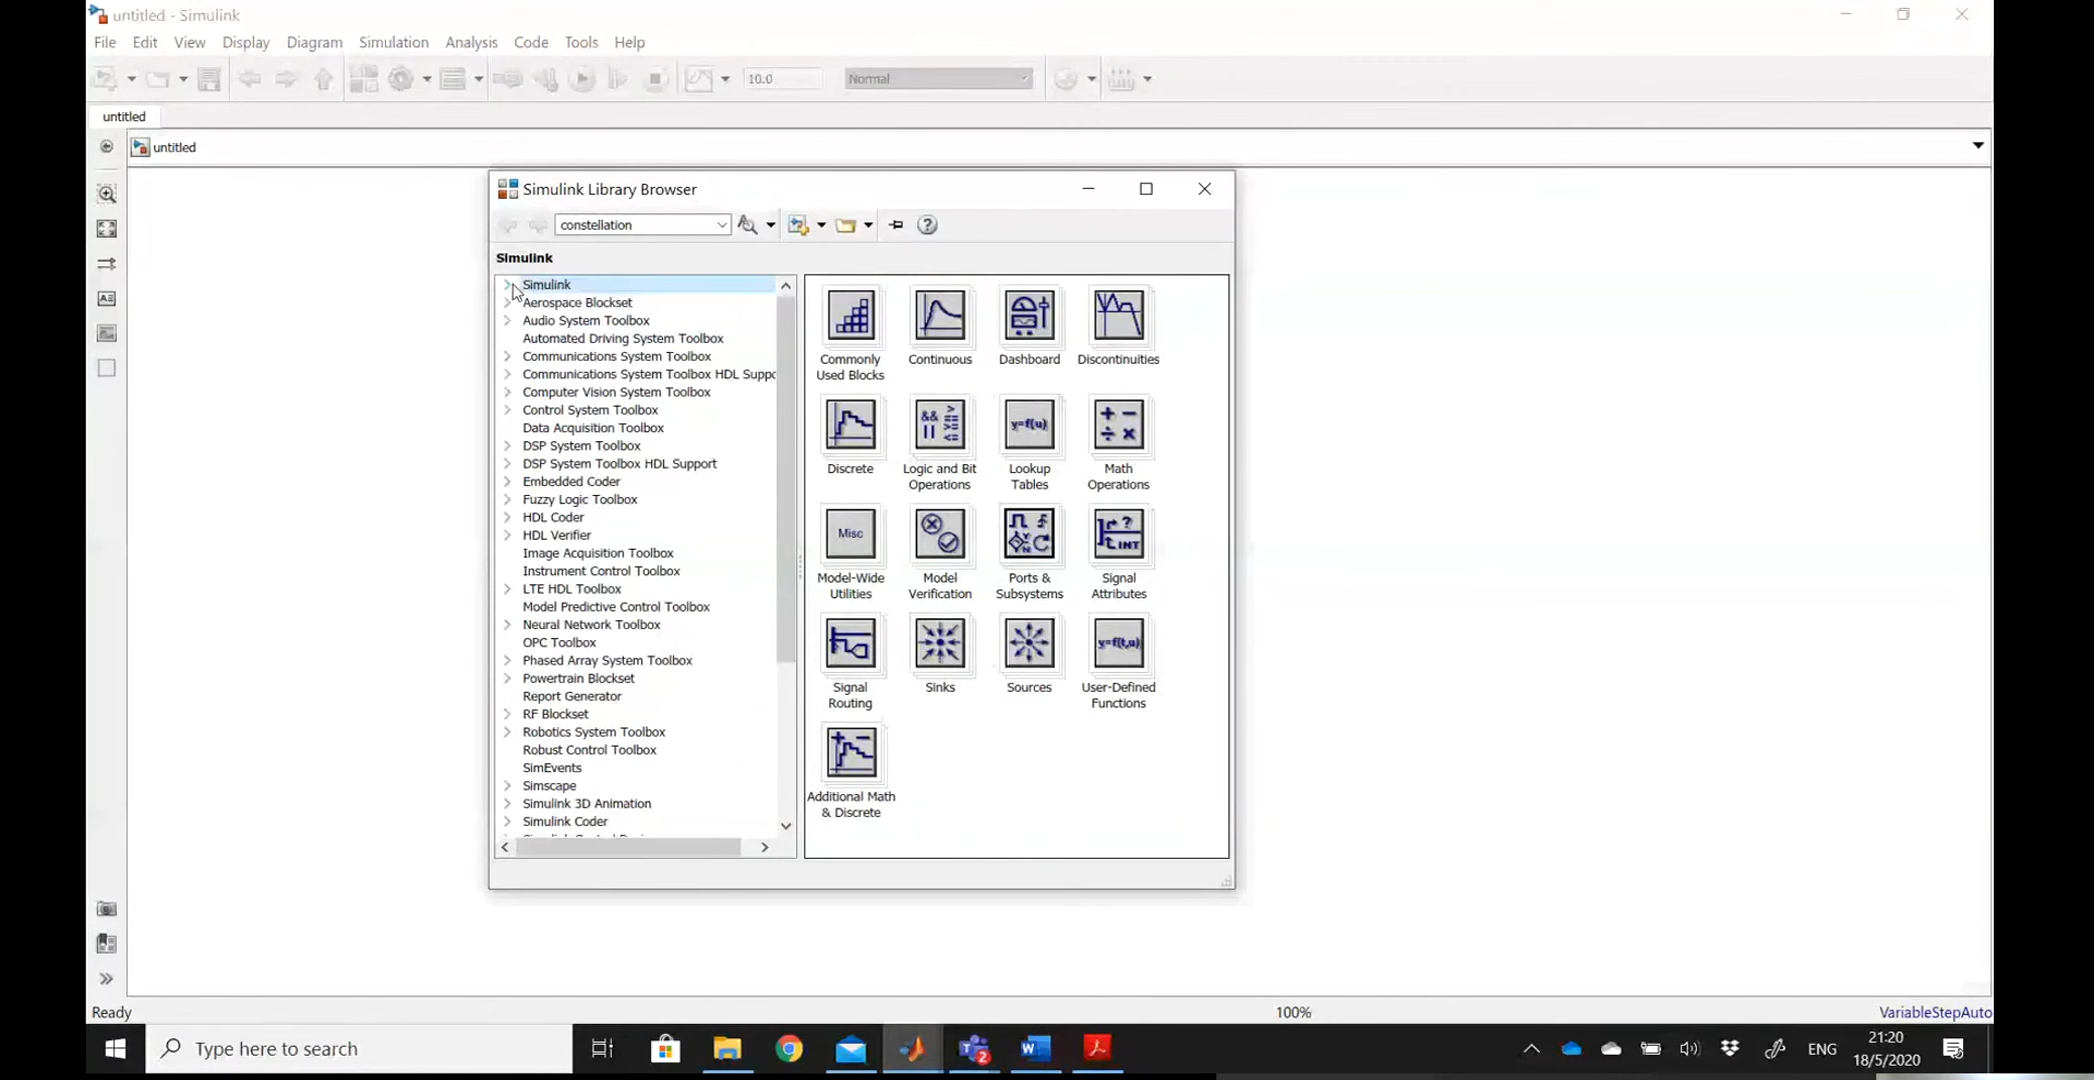 untitled - Simulink
File Edit View Display Diagram Simulation Analysis Code Tools Help
10.0 Normal
untitled
untitled
Simulink Library Browser
constellation
Simulink
Simulink
Aerospace Blockset
Audio System Toolbox
Automated Driving System Toolbox
Communications System Toolbox
Communications System Toolbox HDL Suppo
Computer Vision System Toolbox
Control System Toolbox
Data Acquisition Toolbox
DSP System Toolbox
DSP System Toolbox HDL Support
Embedded Coder
Fuzzy Logic Toolbox
HDL Coder
HDL Verifier
Image Acquisition Toolbox
Instrument Control Toolbox
LTE HDL Toolbox
Model Predictive Control Toolbox
Neural Network Toolbox
OPC Toolbox
Phased Array System Toolbox
Powertrain Blockset
Report Generator
RF Blockset
Robotics System Toolbox
Robust Control Toolbox
SimEvents
Simscape
Simulink 3D Animation
Simulink Coder
Commonly
Used Blocks
Continuous
Dashboard
Discontinuities
Discrete
&& > == <=
Logic and Bit
Operations
y=f(u)
Lookup
Tables
Math
Operations
Misc
Model-Wide
Utilities
Model
Verification
Ports &
Subsystems
INT
Signal
Attributes
Signal
Routing
Sinks
Sources
y=f(t,u)
User-Defined
Functions
Additional Math
& Discrete
Ready 100% VariableStepAuto
Type here to search
2
ENG
21:20
18/5/2020